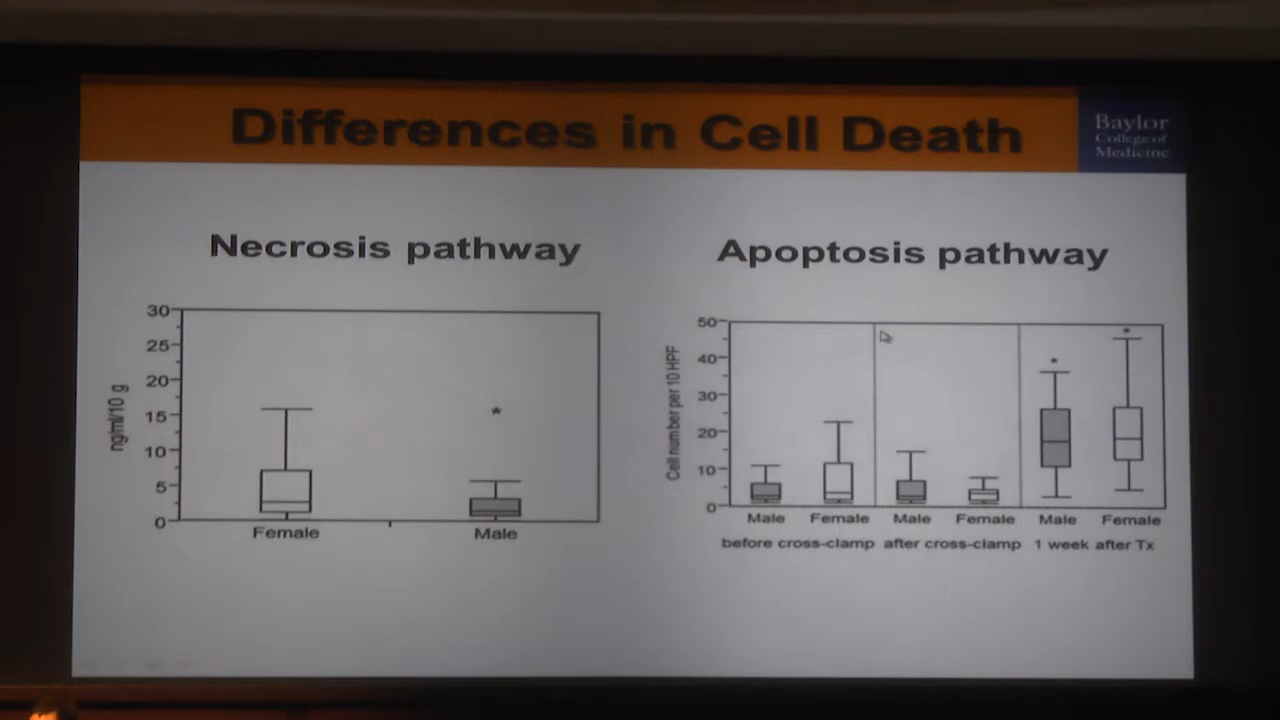 Differences in Cell Death
Baylor
College of
Medicine
Necrosis pathway
30
25
20
15
10
5
0
ng/ml/10 g
*
Female
Male
Apoptosis pathway
50
40
30
20
10
0
Cell number per 10 HPF
*
*
Male Female Male Female Male Female
before cross-clamp after cross-clamp 1 week after Tx